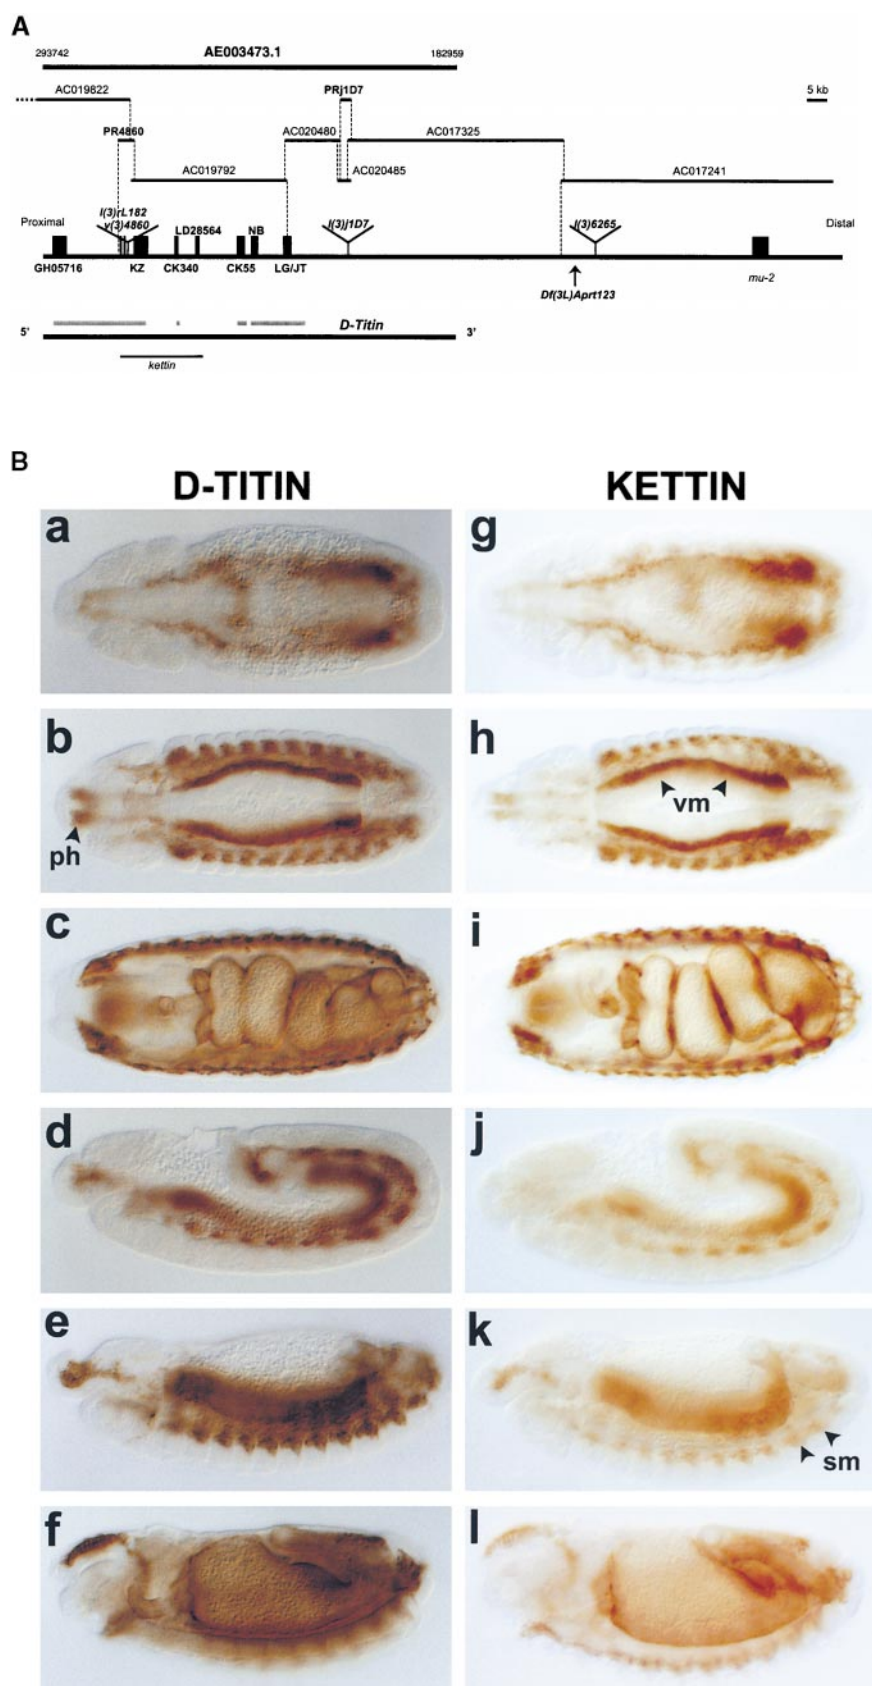 A
293742 AE003473.1 182959
AC019822 PRj1D7 5 kb
PR4860 AC020480 AC017325
AC019792 AC020485 AC017241
l(3)rL182
Proximal v(3)4860 LD28564 NB l(3)j1D7 l(3)6265 Distal
GH05716 KZ CK340 CK55 LG/JT mu-2
Df(3L)Aprt123
5' D-Titin 3'
kettin
B
D-TITIN KETTIN
a g
b h
ph vm
c i
d j
e k
sm
f l